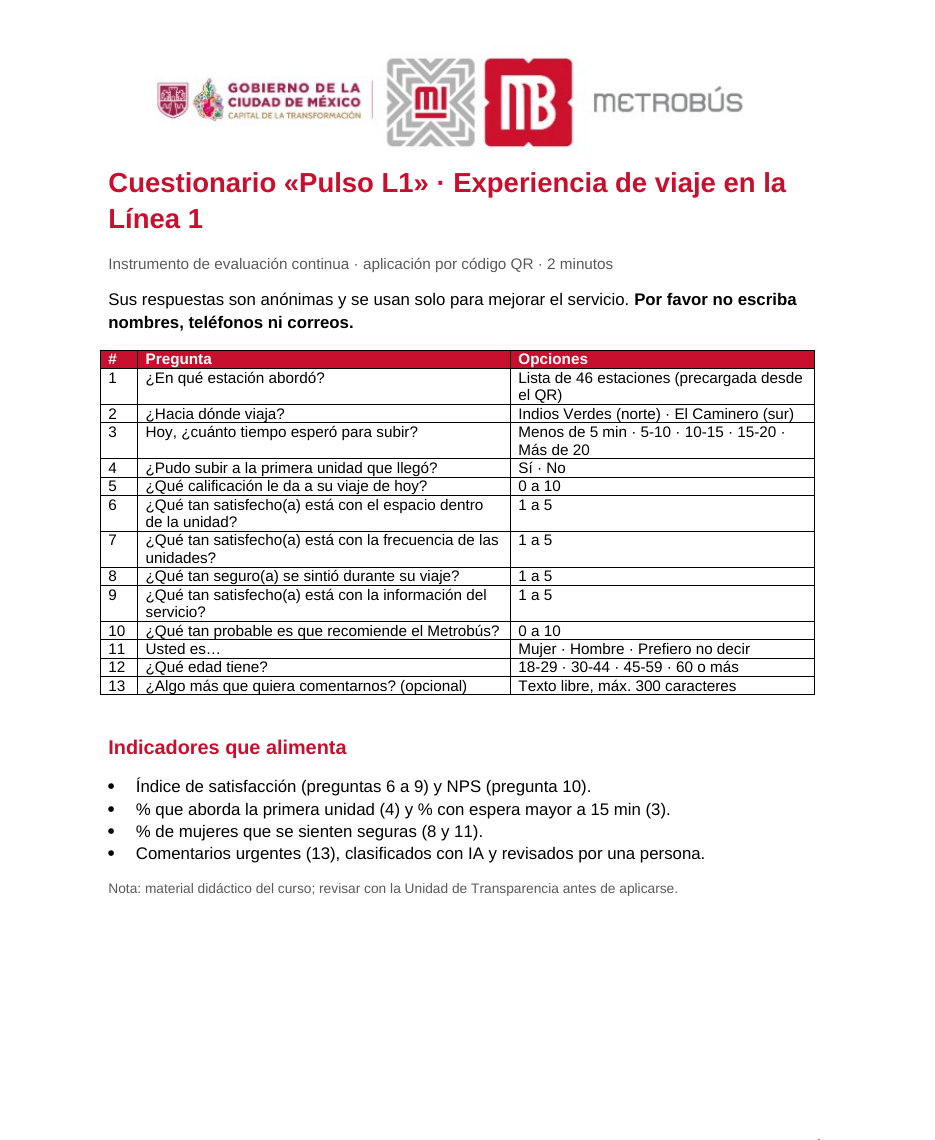 GOBIERNO DE LA
CIUDAD DE MÉXICO
CAPITAL DE LA TRANSFORMACIÓN
MI
MB
METROBÚS
Cuestionario «Pulso L1» · Experiencia de viaje en la
Línea 1
Instrumento de evaluación continua · aplicación por código QR · 2 minutos
Sus respuestas son anónimas y se usan solo para mejorar el servicio. Por favor no escriba
nombres, teléfonos ni correos.
# Pregunta Opciones
1 ¿En qué estación abordó? Lista de 46 estaciones (precargada desde
el QR)
2 ¿Hacia dónde viaja? Indios Verdes (norte) · El Caminero (sur)
3 Hoy, ¿cuánto tiempo esperó para subir? Menos de 5 min · 5-10 · 10-15 · 15-20 ·
Más de 20
4 ¿Pudo subir a la primera unidad que llegó? Sí · No
5 ¿Qué calificación le da a su viaje de hoy? 0 a 10
6 ¿Qué tan satisfecho(a) está con el espacio dentro 1 a 5
de la unidad?
7 ¿Qué tan satisfecho(a) está con la frecuencia de las 1 a 5
unidades?
8 ¿Qué tan seguro(a) se sintió durante su viaje? 1 a 5
9 ¿Qué tan satisfecho(a) está con la información del 1 a 5
servicio?
10 ¿Qué tan probable es que recomiende el Metrobús? 0 a 10
11 Usted es… Mujer · Hombre · Prefiero no decir
12 ¿Qué edad tiene? 18-29 · 30-44 · 45-59 · 60 o más
13 ¿Algo más que quiera comentarnos? (opcional) Texto libre, máx. 300 caracteres
Indicadores que alimenta
• Índice de satisfacción (preguntas 6 a 9) y NPS (pregunta 10).
• % que aborda la primera unidad (4) y % con espera mayor a 15 min (3).
• % de mujeres que se sienten seguras (8 y 11).
• Comentarios urgentes (13), clasificados con IA y revisados por una persona.
Nota: material didáctico del curso; revisar con la Unidad de Transparencia antes de aplicarse.